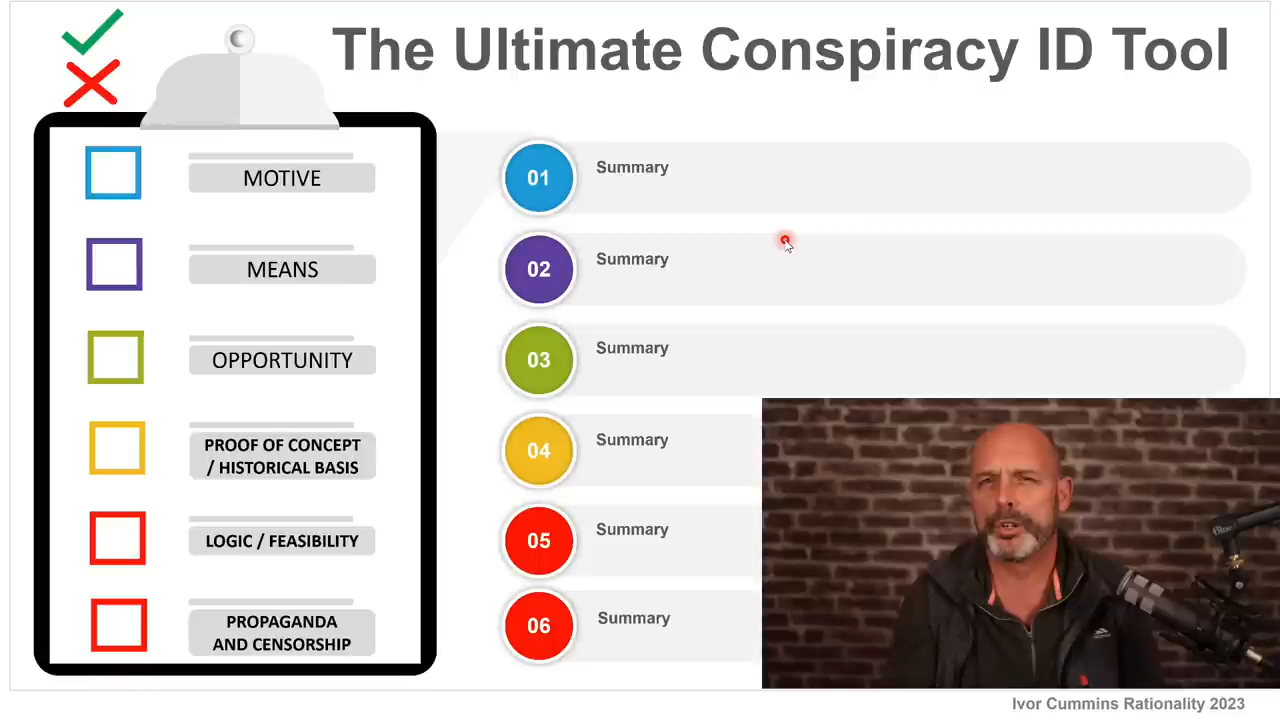 The Ultimate Conspiracy ID Tool
MOTIVE
MEANS
OPPORTUNITY
PROOF OF CONCEPT
/ HISTORICAL BASIS
LOGIC / FEASIBILITY
PROPAGANDA
AND CENSORSHIP
01 Summary
02 Summary
03 Summary
04 Summary
05 Summary
06 Summary
Blue
Ivor Cummins Rationality 2023